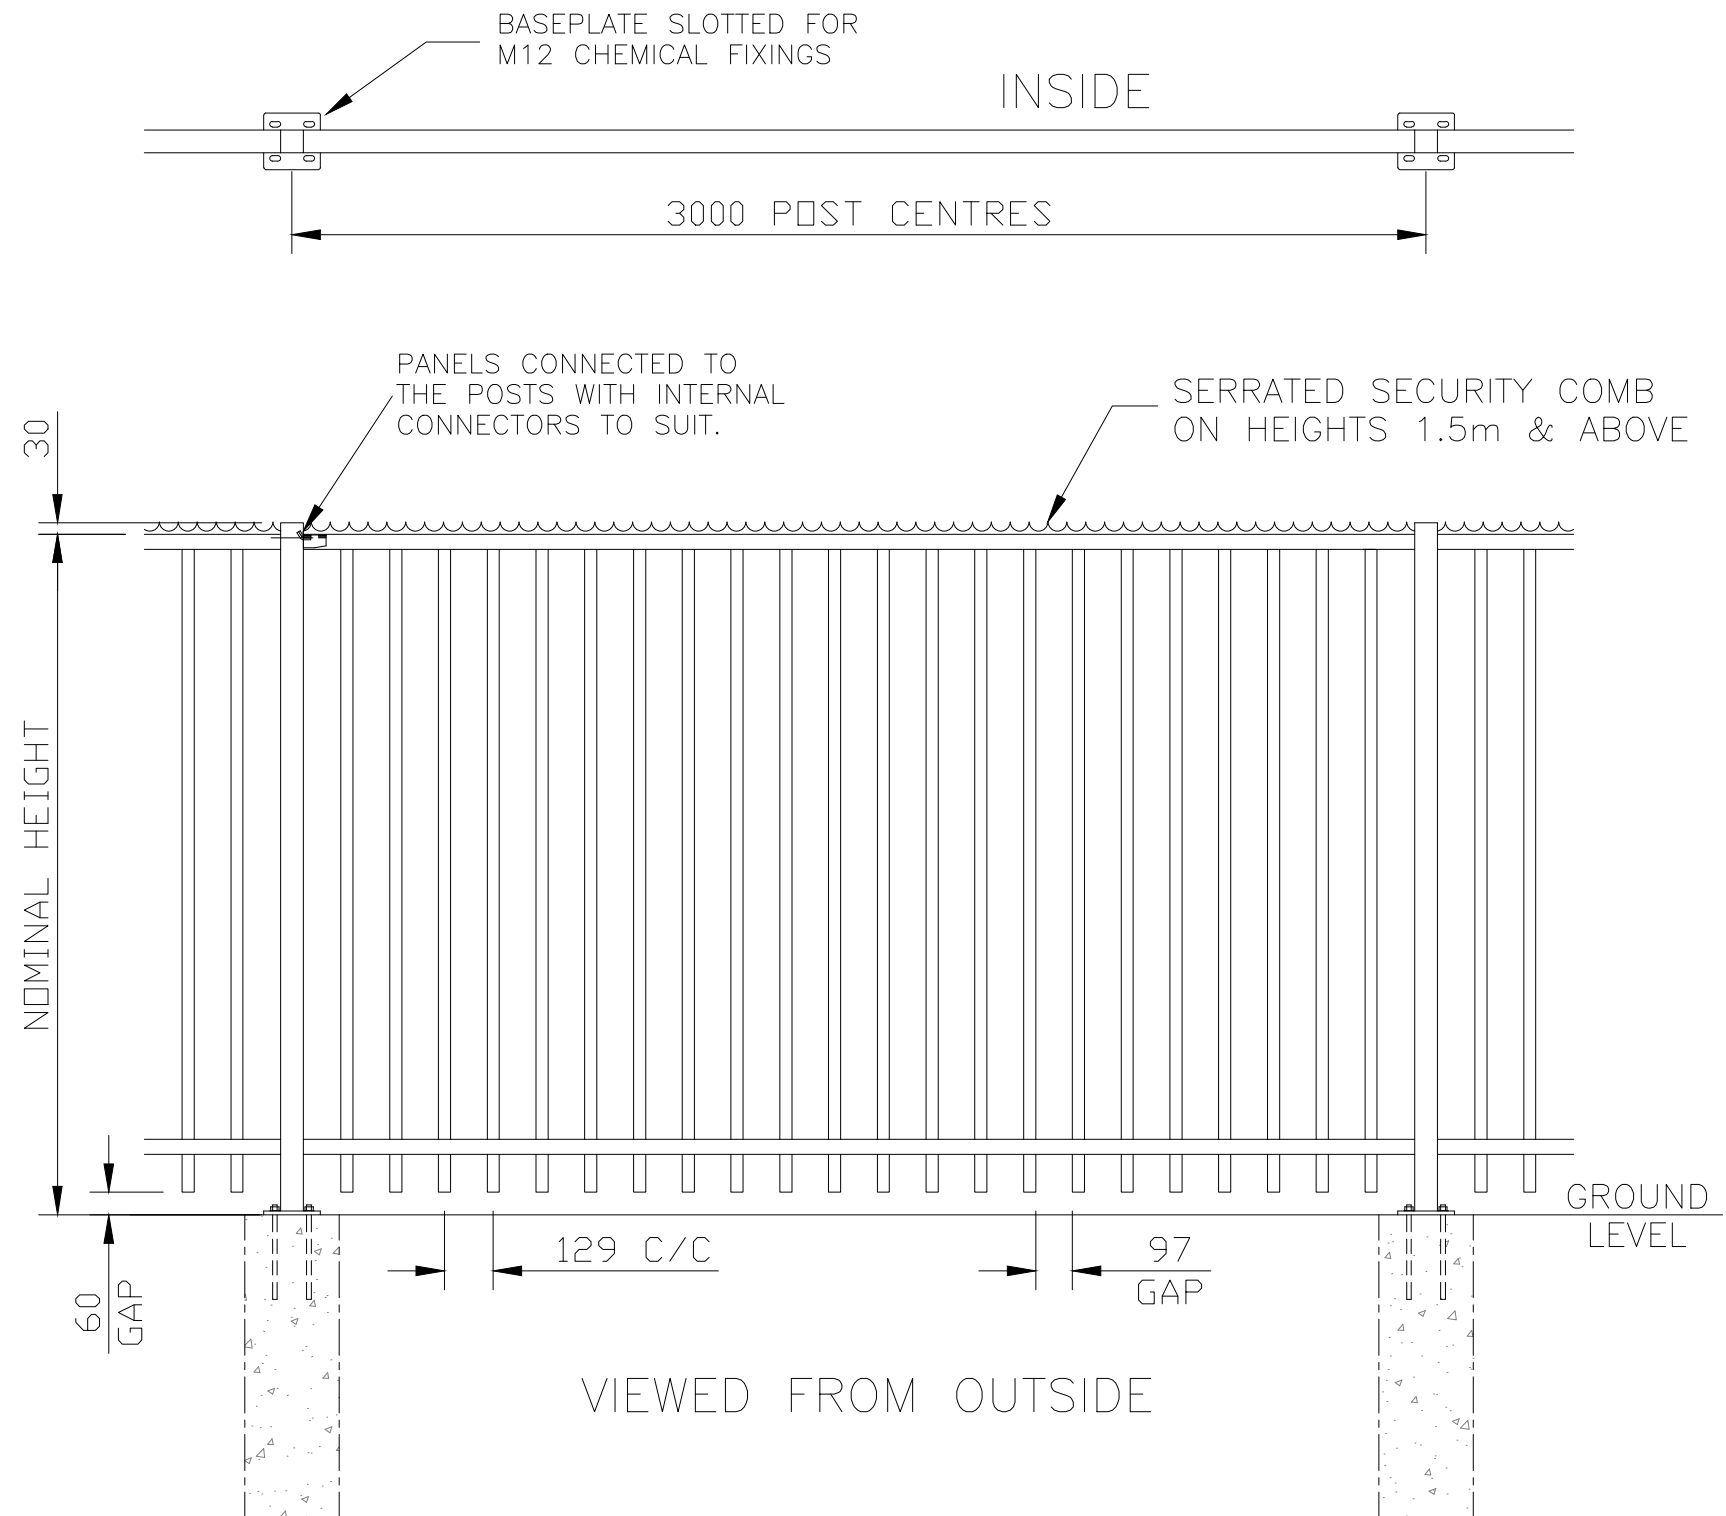 BASEPLATE SLOTTED FOR
M12 CHEMICAL FIXINGS
INSIDE
3000 POST CENTRES
PANELS CONNECTED TO
THE POSTS WITH INTERNAL
CONNECTORS TO SUIT.
SERRATED SECURITY COMB
ON HEIGHTS 1.5m & ABOVE
30
NOMINAL HEIGHT
60
GAP
129 C/C
97
GAP
GROUND
LEVEL
VIEWED FROM OUTSIDE